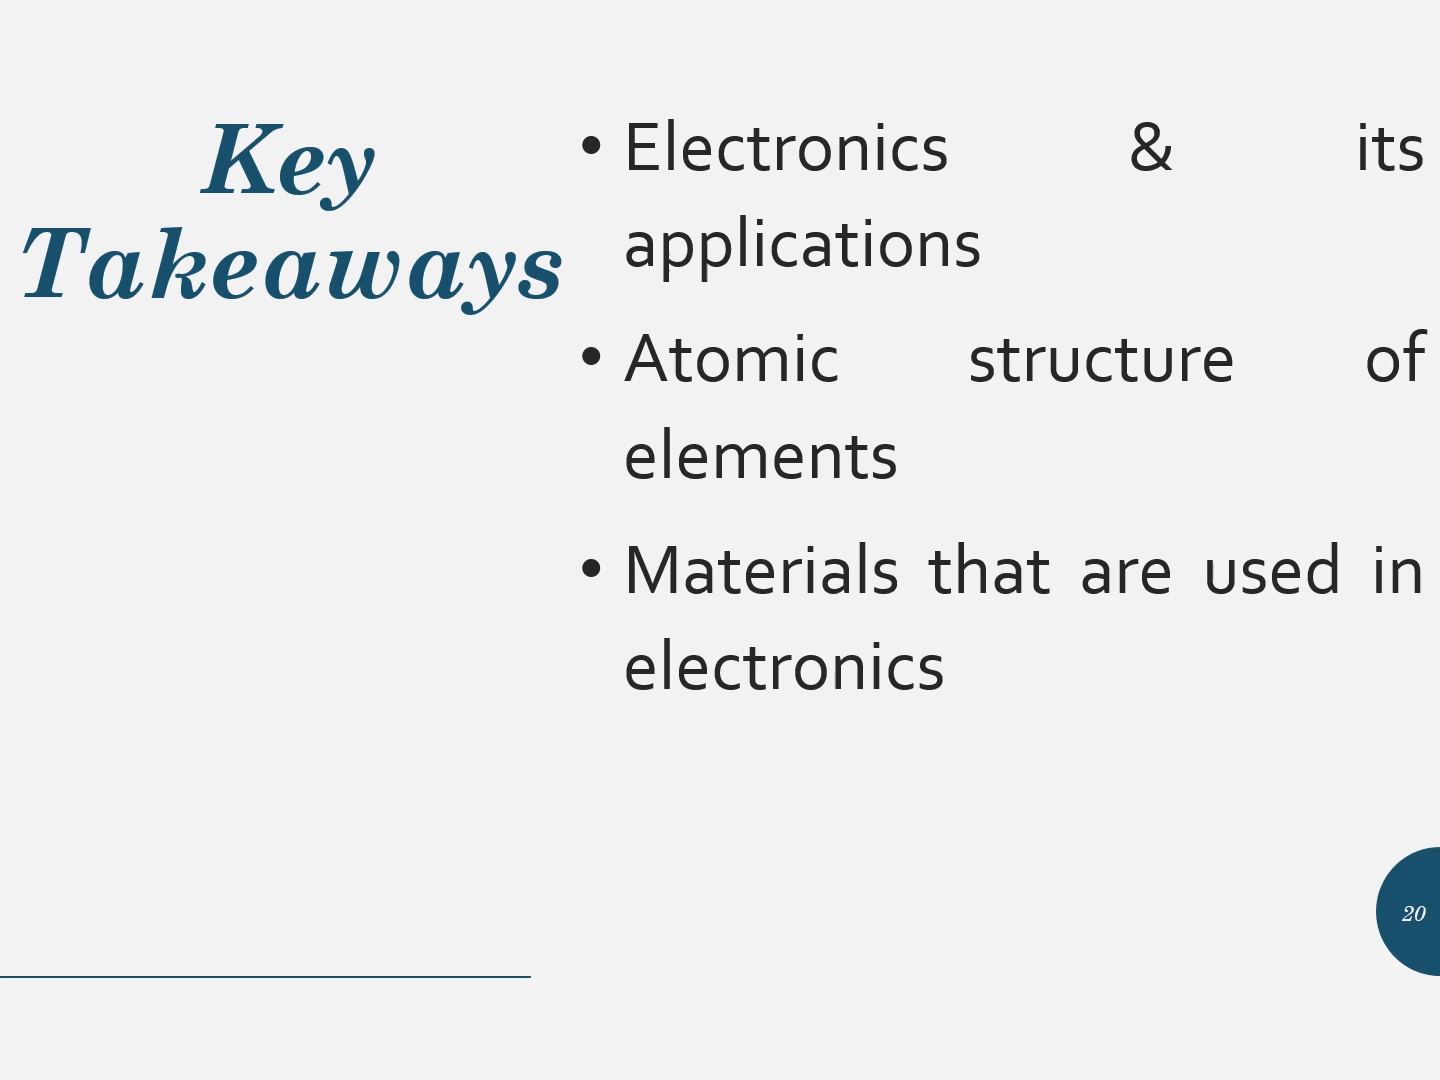 Key
Takeaways
• Electronics & its
applications
• Atomic structure of
elements
• Materials that are used in
electronics
20